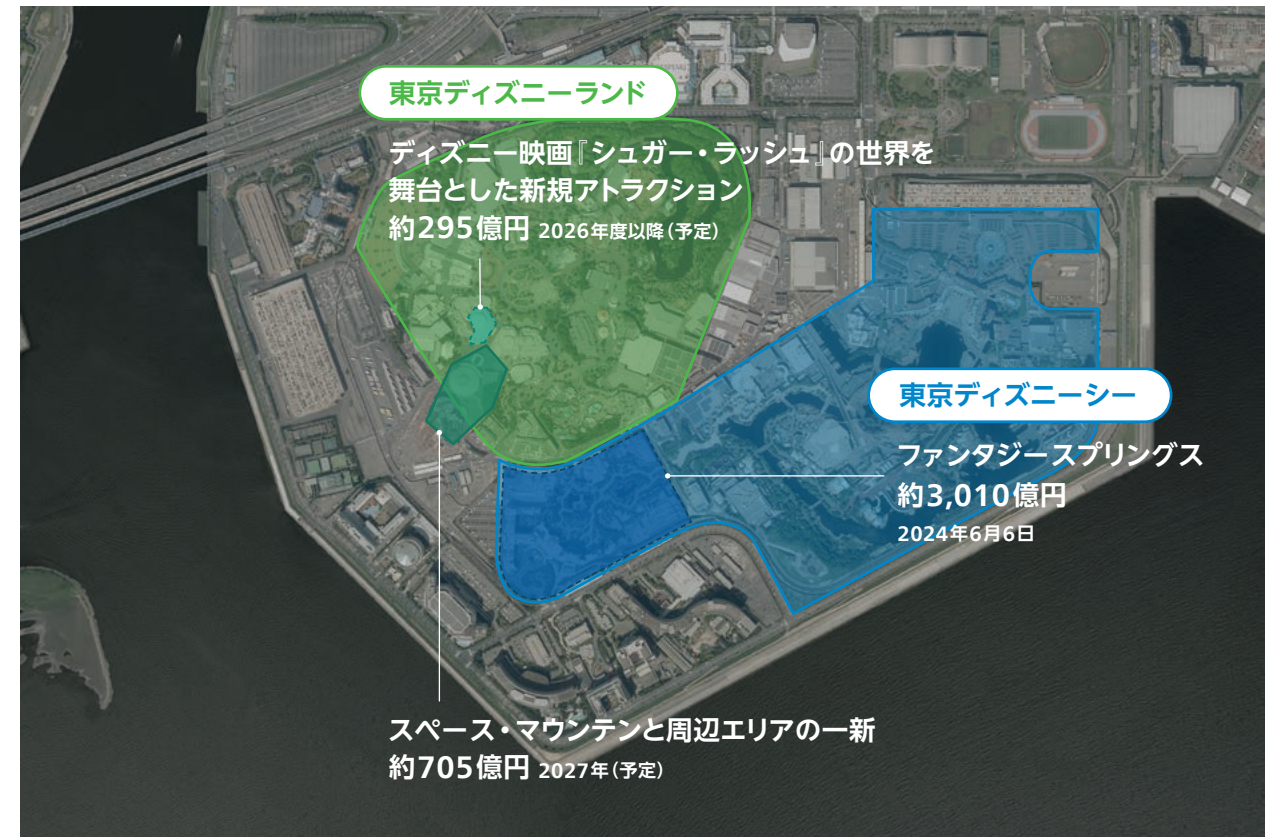 東京ディズニーランド
ディズニー映画『シュガー・ラッシュ』の世界を
舞台とした新規アトラクション
約295億円 2026年度以降(予定)
東京ディズニーシー
ファンタジースプリングス
約3,010億円
2024年6月6日
スペース・マウンテンと周辺エリアの一新
約705億円 2027年(予定)